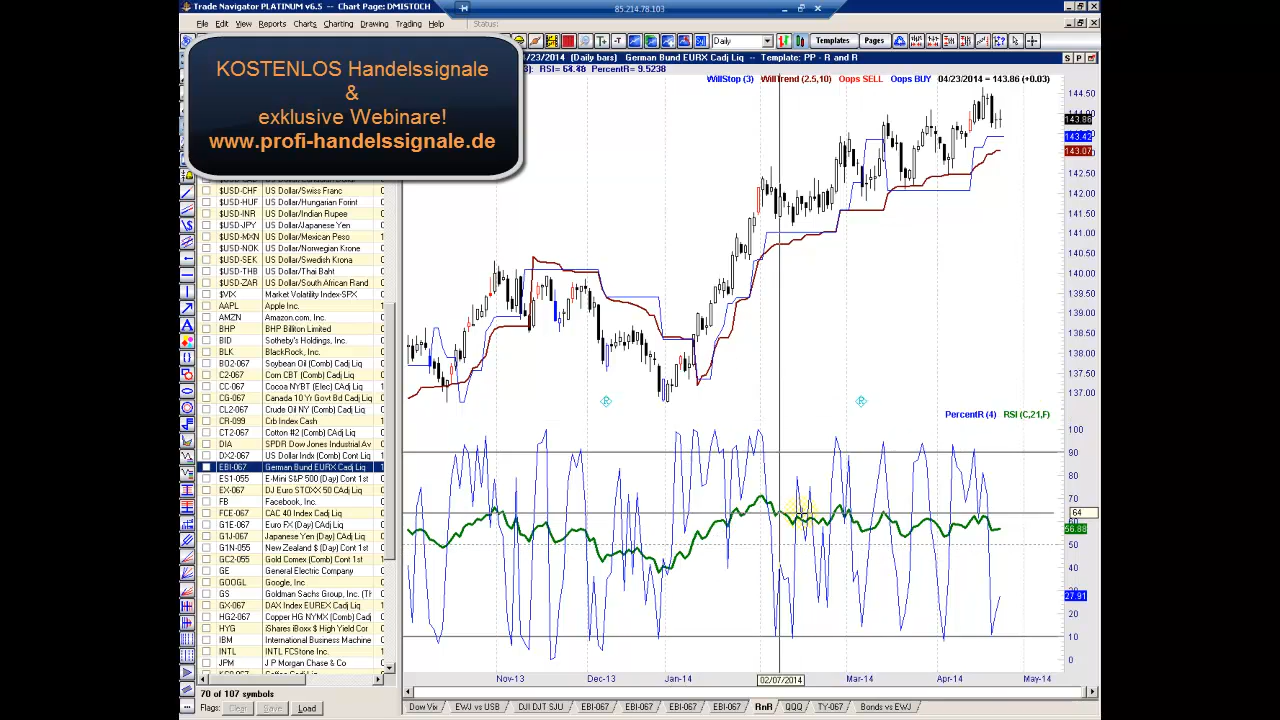 Trade Navigator PLATINUM v6.5 -- Chart Page: DMISTOCH
85.214.78.103
File Edit View Reports Charts Charting Drawing Trading Help Status:
Daily Templates Pages
/23/2014 (Daily bars) German Bund EURX Cadj Liq -- Template: PP - R and R
PercentR= 9.5238
WillStop (3) WillTrend (2.5,10) Oops SELL Oops BUY 04/23/2014 = 143.86 (+0.03)
KOSTENLOS Handelssignale
&
exklusive Webinare!
www.profi-handelssignale.de
$USD-CHF US Dollar/Swiss Franc
$USD-HUF US Dollar/Hungarian Forint
$USD-INR US Dollar/Indian Rupee
$USD-JPY US Dollar/Japanese Yen
$USD-MXN US Dollar/Mexican Peso
$USD-NOK US Dollar/Norwegian Krone
$USD-SEK US Dollar/Swedish Krona
$USD-THB US Dollar/Thai Baht
$USD-ZAR US Dollar/South African Rand
$VIX Market Volatility Index-SPX
AAPL Apple Inc.
AMZN Amazon.com, Inc.
BHP BHP Billiton Limited
BID Sotheby's Holdings, Inc.
BLK BlackRock, Inc.
BO2-067 Soybean Oil (Comb) Cadj Liq
C2-067 Corn CBT (Comb) Cadj Liq
CC-067 Cocoa NYBT (Elec) CAdj Liq
CG-067 Canada 10 Yr Govt Bd Cadj Liq
CL2-067 Crude Oil NY (Comb) Cadj Liq
CR-099 Crb Index Cash
CT2-067 Cotton #2 (Comb) CAdj Liq
DIA SPDR Dow Jones Industrial Av
DX2-067 US Dollar Indx (Comb) Cont Liq
EBI-067 German Bund EURX Cadj Liq
ES1-055 E-Mini S&P 500 (Day) Cont 1st
EX-067 DJ Euro STOXX 50 CAdj Liq
FB Facebook, Inc.
FCE-067 CAC 40 Index Cadj Liq
G1E-067 Euro FX (Day) CAdj Liq
G1J-067 Japanese Yen (Day) CAdj Liq
G1N-055 New Zealand $ (Day) Cont 1st
GC2-055 Gold Comex (Comb) Cont 1st
GE General Electric Company
GOOGL Google, Inc
GS Goldman Sachs Group, Inc. (Th
GX-067 DAX Index EUREX Cadj Liq
HG2-067 Copper HG NYMX (Comb) Cadj
HYG iShares iBoxx $ High Yield Cor
IBM International Business Machine
INTL INTL FCStone Inc.
JPM J P Morgan Chase & Co
70 of 107 symbols
Flags: Clear Save Load
144.50
143.86
143.42
143.07
142.50
142.00
141.50
141.00
140.50
140.00
139.50
139.00
138.50
138.00
137.50
137.00
PercentR (4) RSI (C,21,F)
100
90
80
70
64
56.88
50
40
27.91
20
10
0
Nov-13 Dec-13 Jan-14 02/07/2014 Mar-14 Apr-14 May-14
Dow Vix EWJ vs USB DJI DJT SJU EBI-067 EBI-067 EBI-067 EBI-067 RnR QQQ TY-067 Bonds vs EWJ